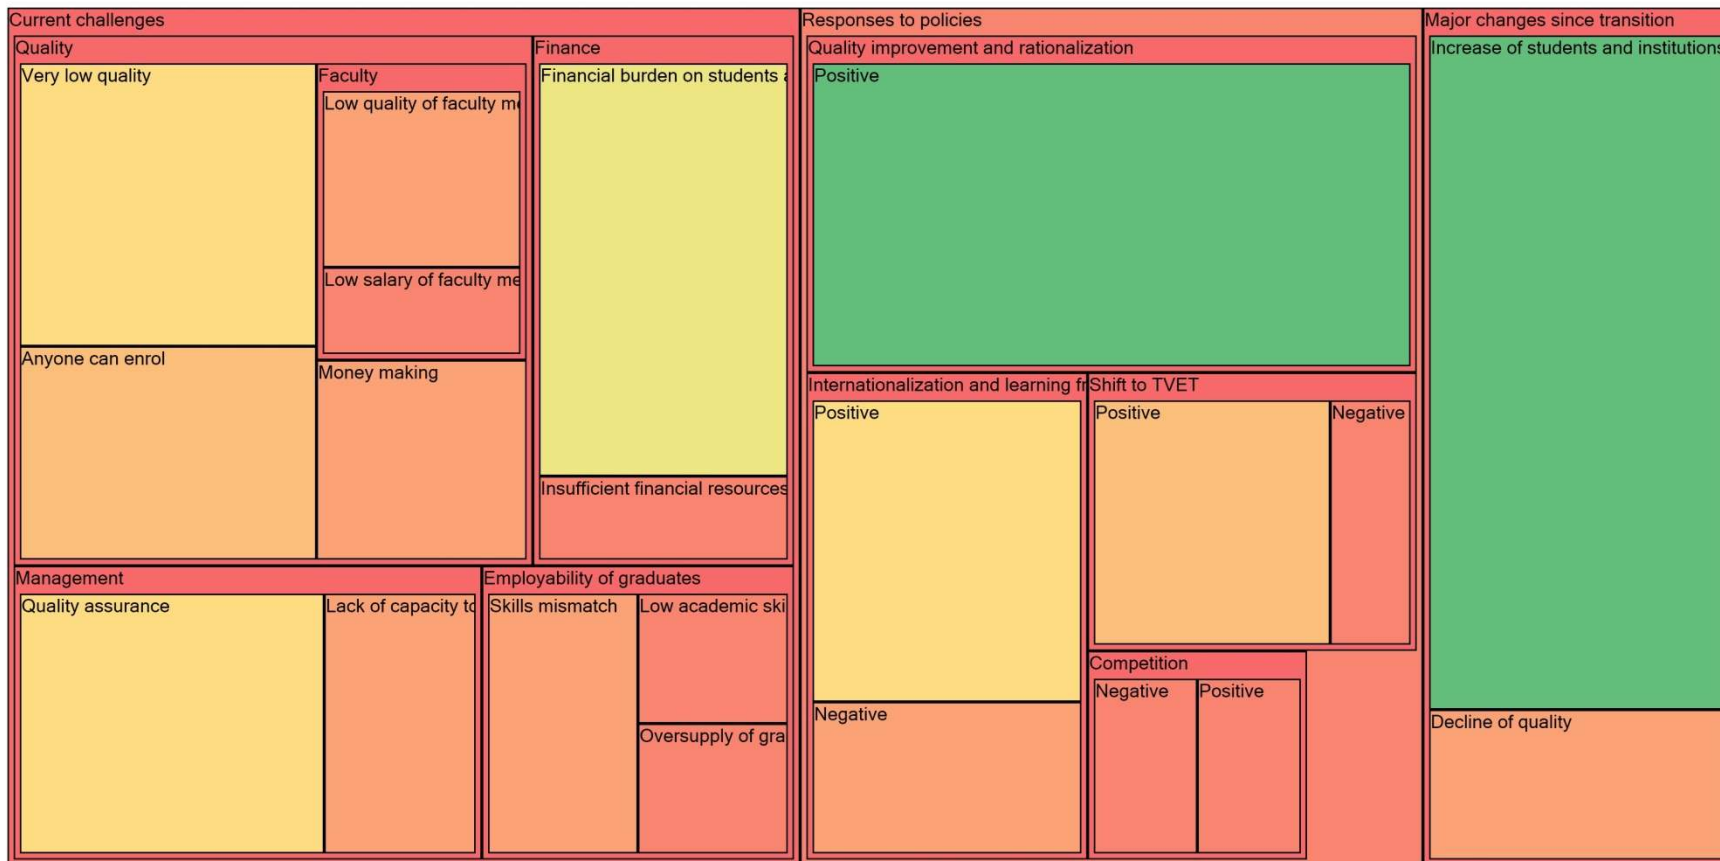 Current challenges
Quality
Very low quality
Faculty
Low quality of faculty me
Low salary of faculty me
Anyone can enrol
Money making
Finance
Financial burden on students a
Insufficient financial resources
Management
Quality assurance
Lack of capacity to
Employability of graduates
Skills mismatch
Low academic ski
Oversupply of gra
Responses to policies
Quality improvement and rationalization
Positive
Internationalization and learning fr
Positive
Negative
Shift to TVET
Positive
Negative
Competition
Negative
Positive
Major changes since transition
Increase of students and institutions
Decline of quality